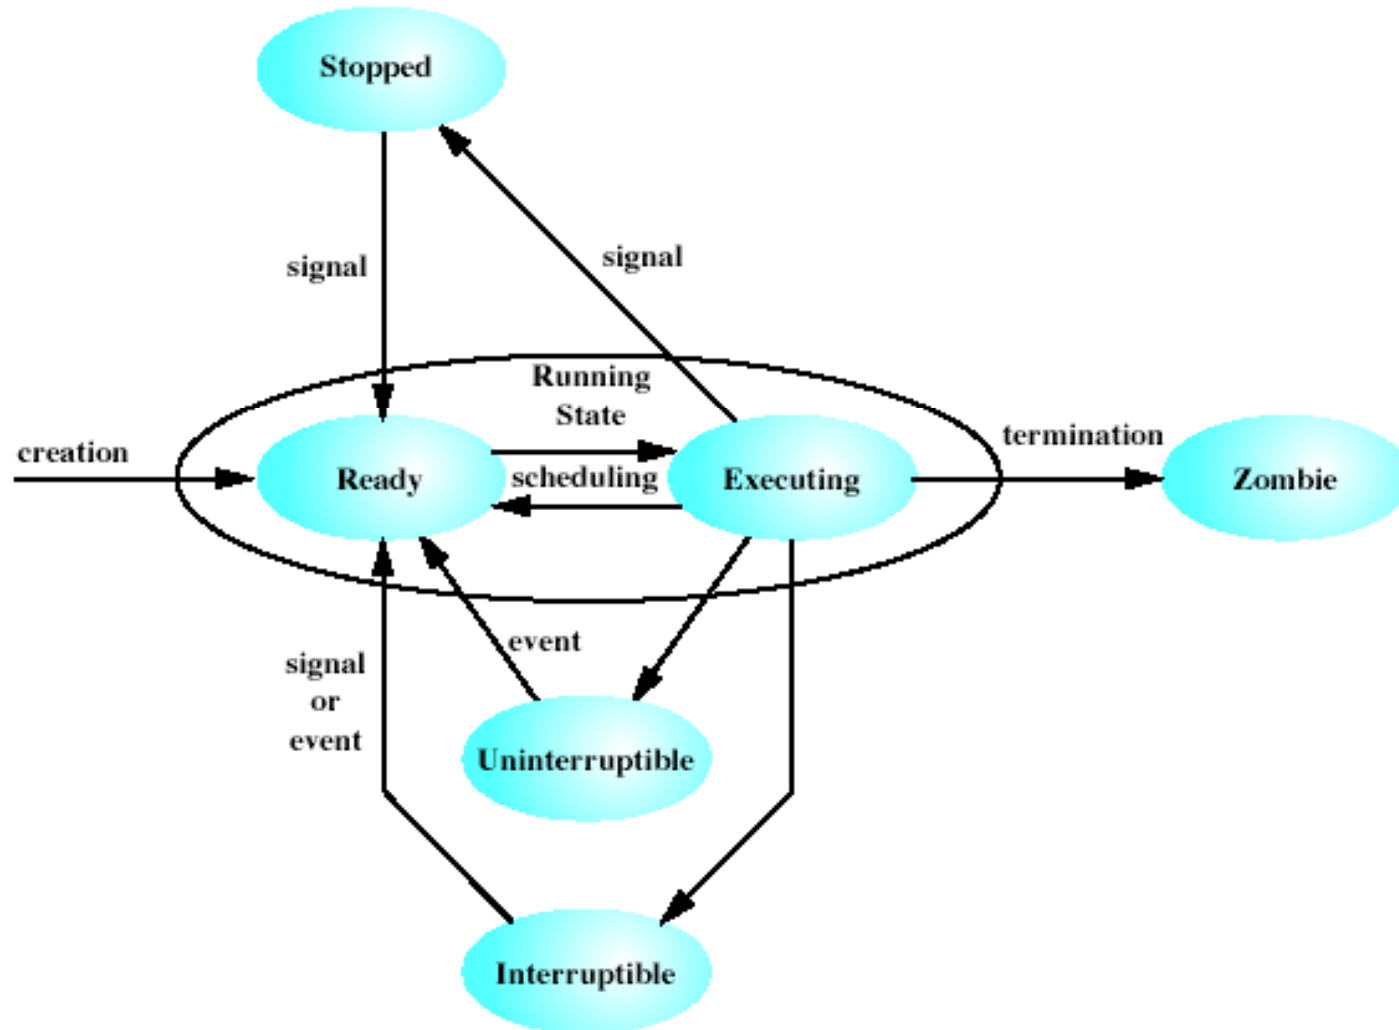 Stopped
signal
signal
Running
State
creation
Ready
scheduling
Executing
termination
Zombie
event
signal
or
event
Uninterruptible
Interruptible